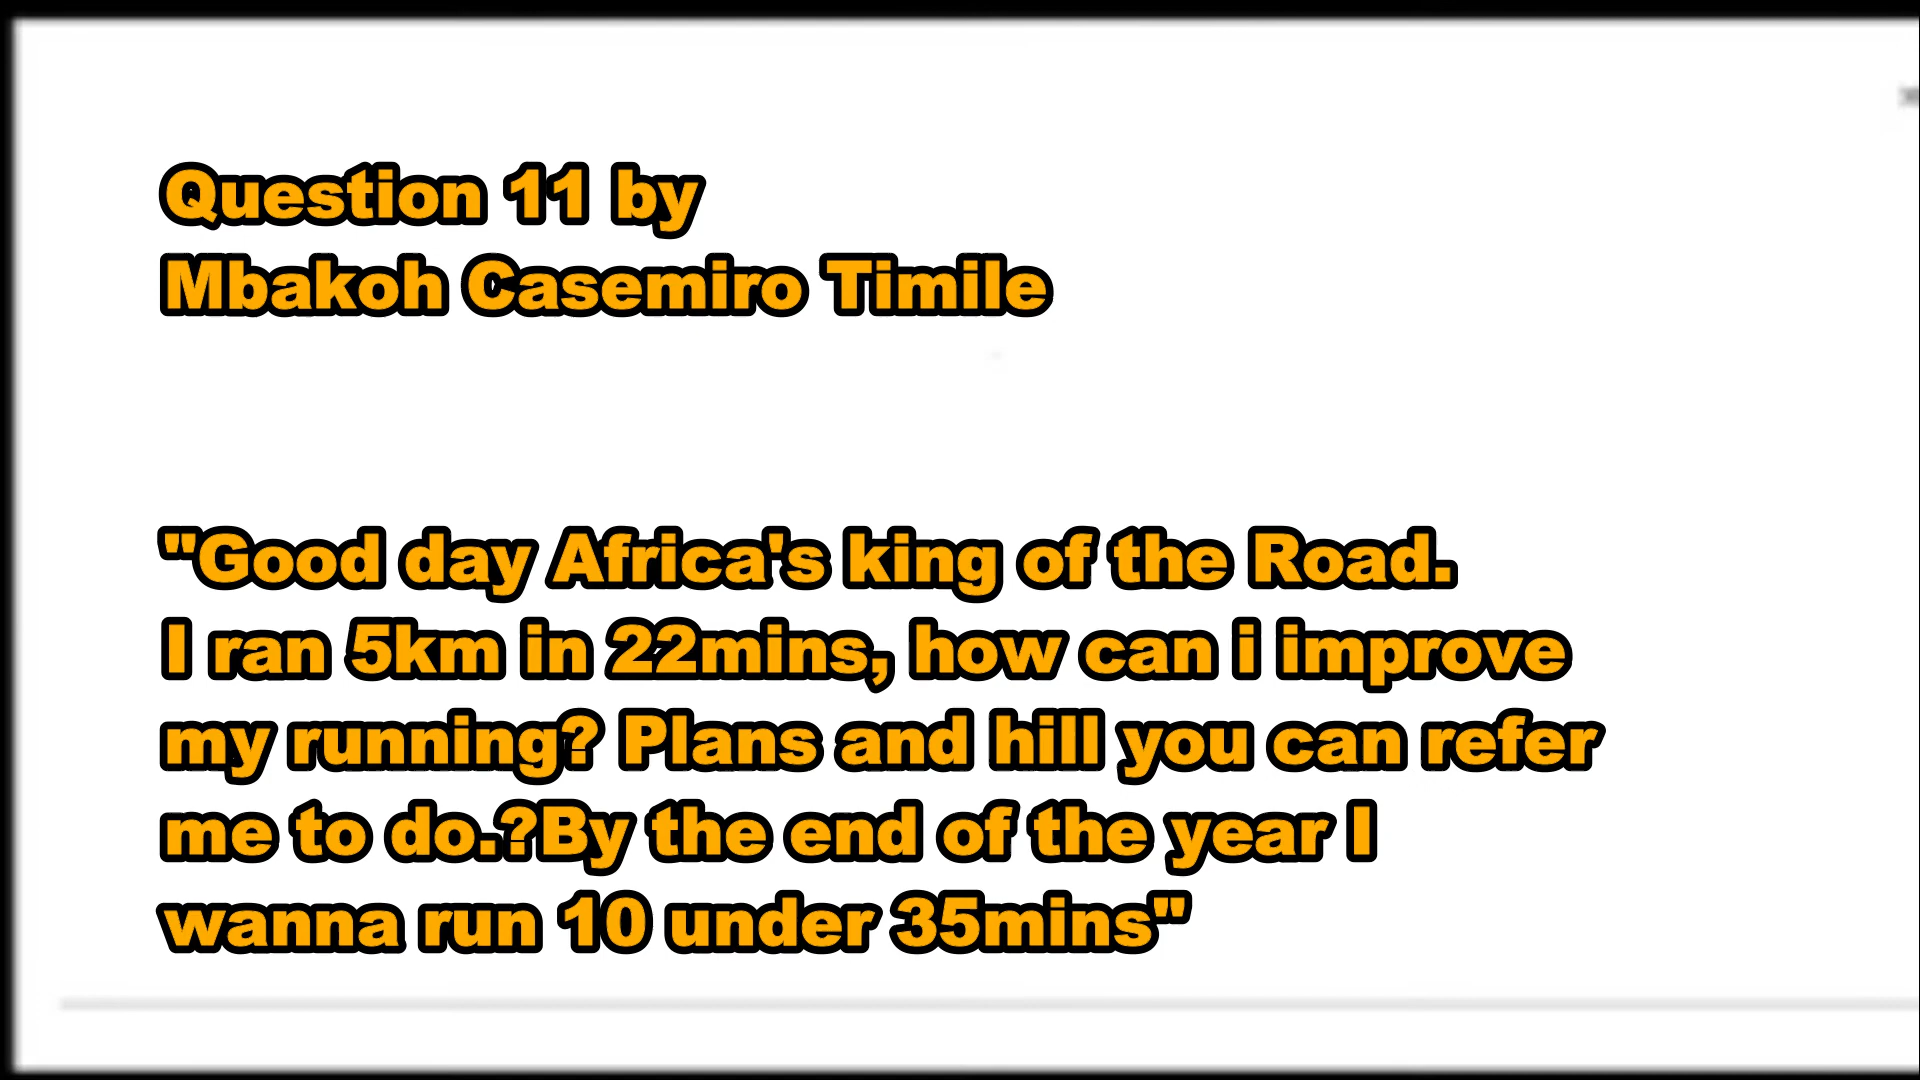 Question 11 by
Mbakoh Casemiro Timile
"Good day Africa's king of the Road.
I ran 5km in 22mins, how can i improve
my running? Plans and hill you can refer
me to do.?By the end of the year I
wanna run 10 under 35mins"